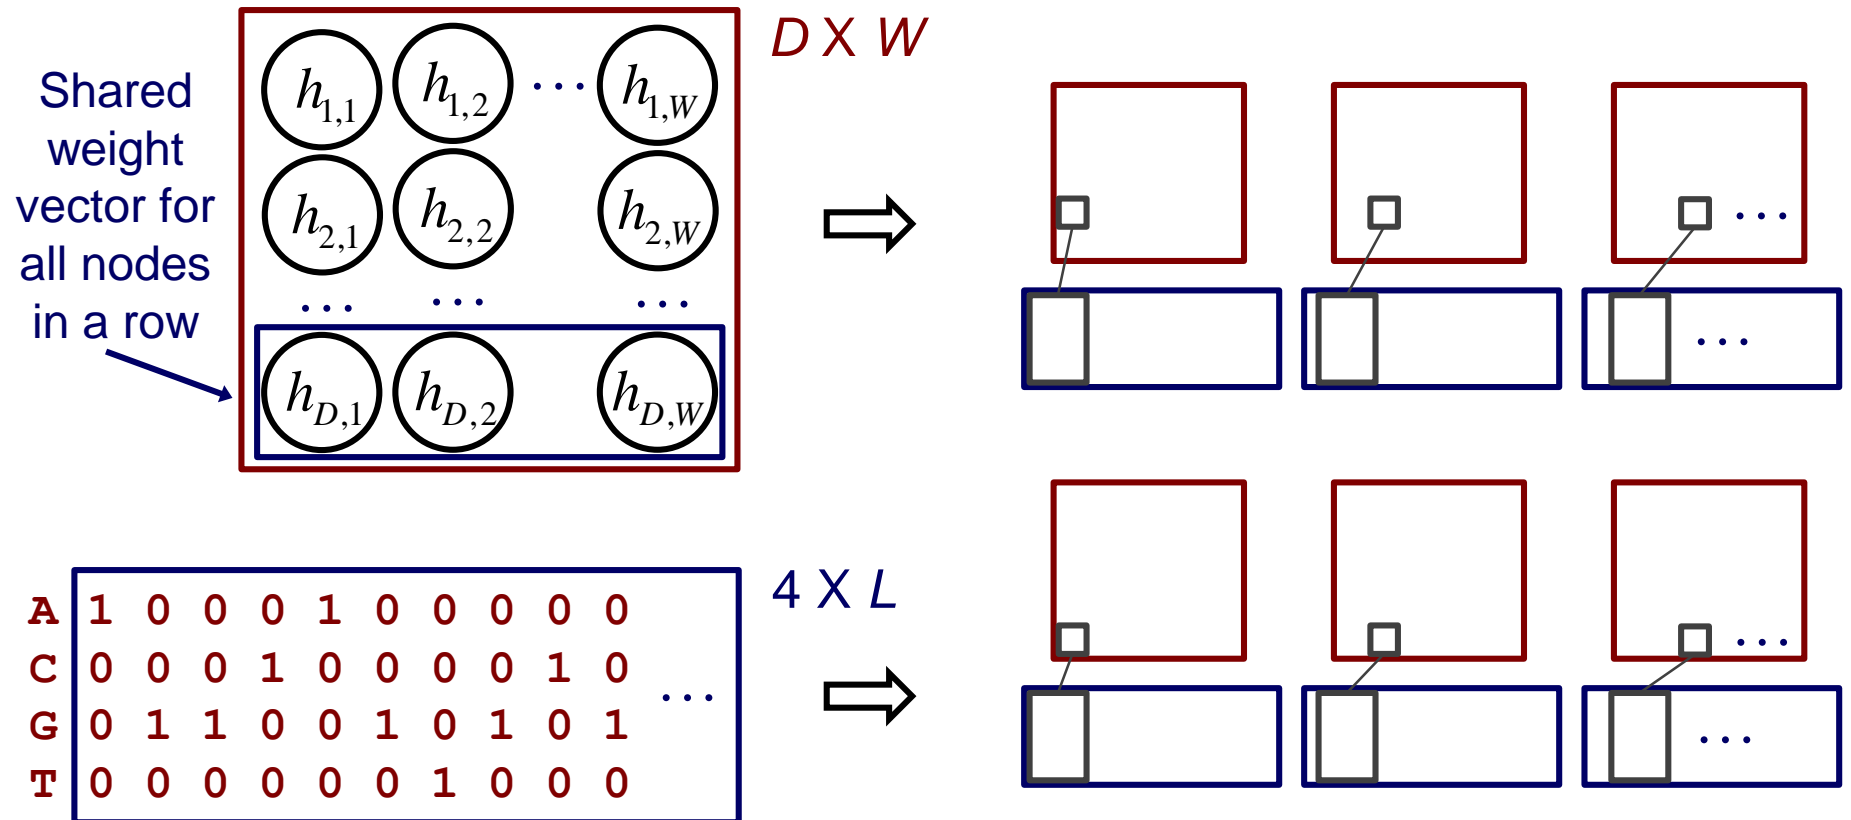 Shared
weight
vector for
all nodes
in a row
h1,1 h1,2 ... h1,W
h2,1 h2,2 h2,W
... ... ...
hD,1 hD,2 hD,W
D X W
...
...
4 X L
A 1 0 0 0 1 0 0 0 0 0
C 0 0 0 1 0 0 0 0 1 0
G 0 1 1 0 0 1 0 1 0 1
T 0 0 0 0 0 0 1 0 0 0
...
...
...